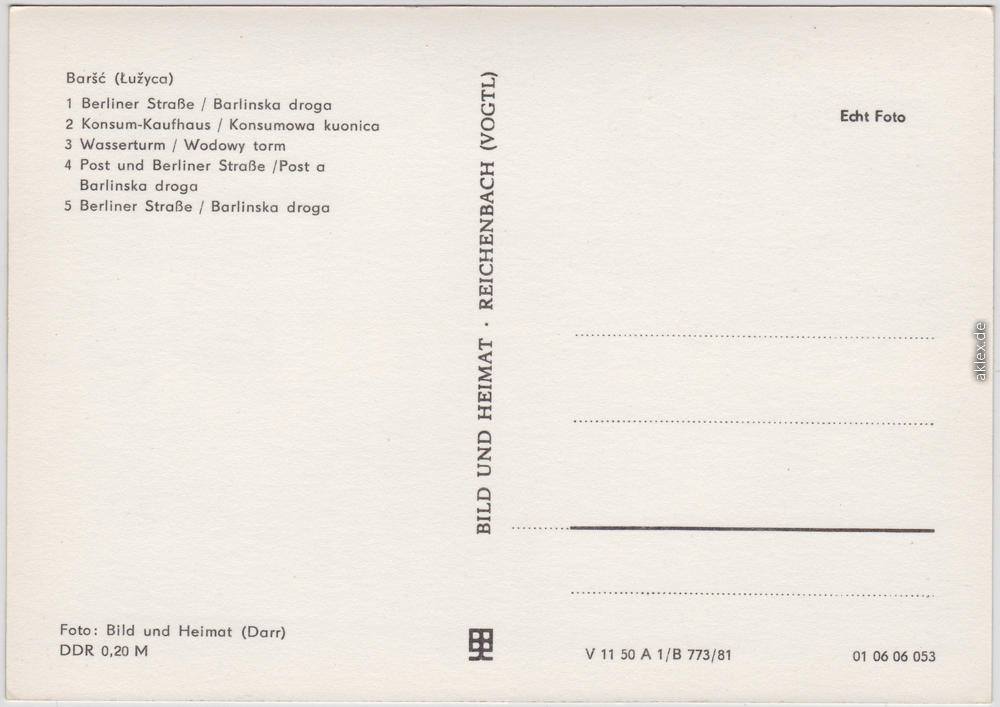 Baršć (Łužyca)
1 Berliner Straße / Barlinska droga
2 Konsum-Kaufhaus / Konsumowa kuonica
3 Wasserturm / Wodowy torm
4 Post und Berliner Straße /Post a
Barlinska droga
5 Berliner Straße / Barlinska droga
Foto: Bild und Heimat (Darr)
DDR 0,20 M
BILD UND HEIMAT · REICHENBACH (VOGTL)
Echt Foto
V 11 50 A 1/B 773/81
01 06 06 053
aklex.de